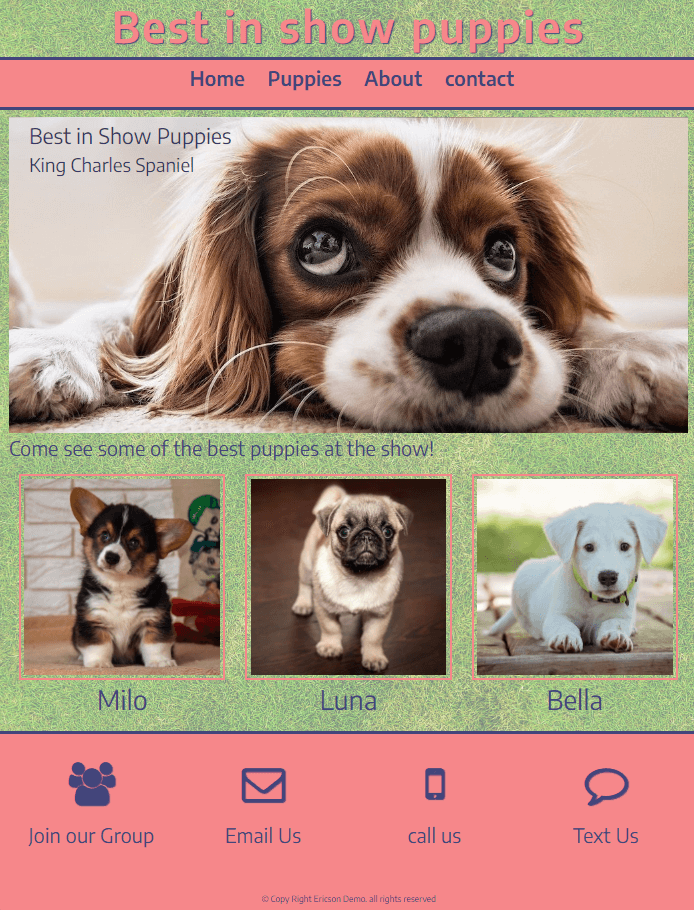 Best in show puppies
Home Puppies About contact
Best in Show Puppies
King Charles Spaniel
Come see some of the best puppies at the show!
Milo Luna Bella
Join our Group Email Us call us Text Us
© Copy Right Ericson Demo. all rights reserved